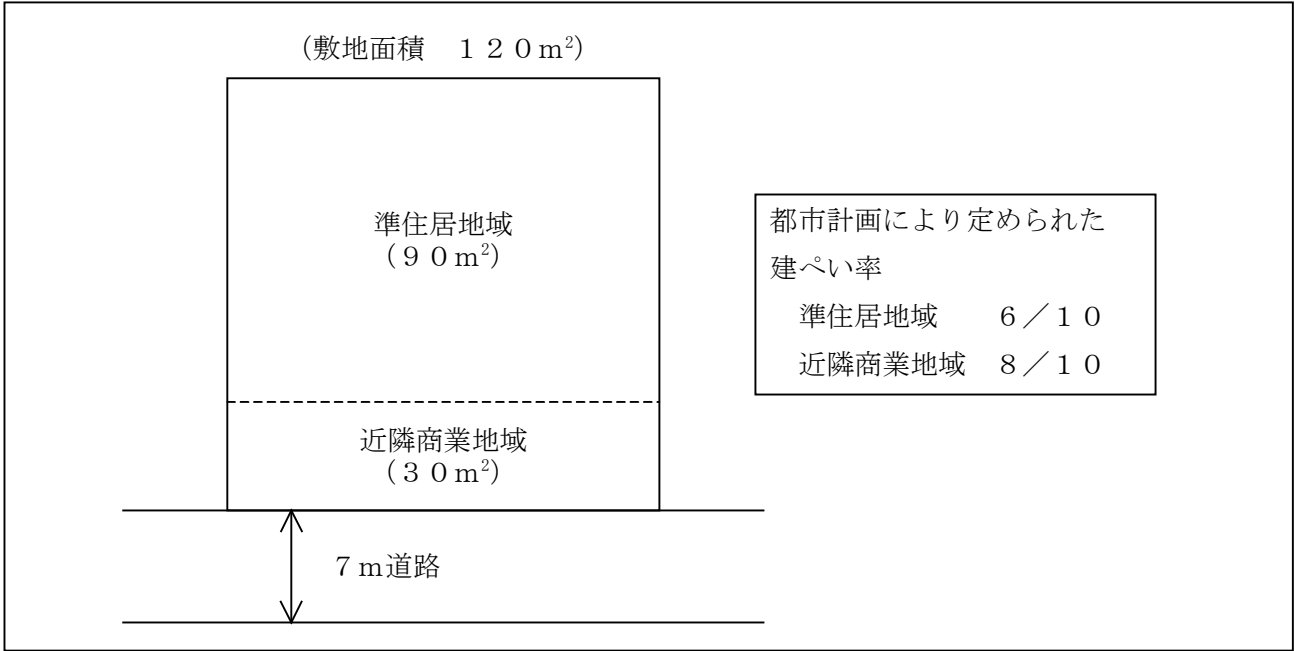 （敷地面積　１２０ｍ²）
準住居地域
（９０ｍ²）
近隣商業地域
（３０ｍ²）
７ｍ道路
都市計画により定められた
建ぺい率
準住居地域　　６／１０
近隣商業地域　８／１０